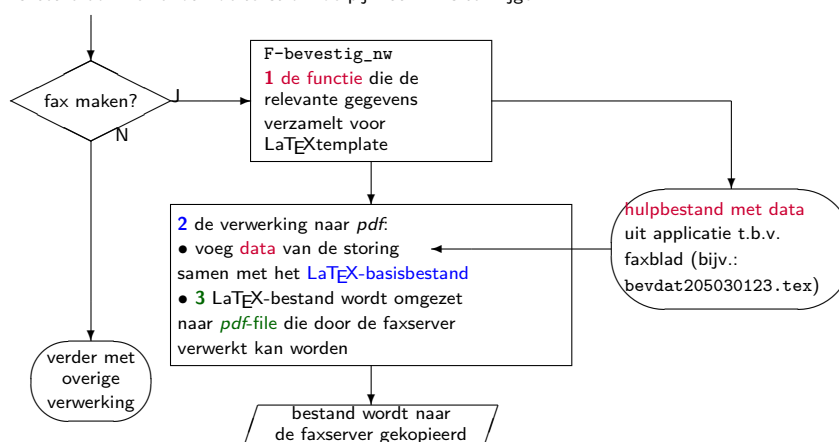 fax maken?
J
N
F-bevestig_nw
1 de functie die de
relevante gegevens
verzamelt voor
LaTEXtemplate
2 de verwerking naar pdf:
• voeg data van de storing
samen met het LaTEX-basisbestand
• 3 LaTEX-bestand wordt omgezet
naar pdf-file die door de faxserver
verwerkt kan worden
hulpbestand met data
uit applicatie t.b.v.
faxblad (bijv.:
bevdat205030123.tex)
verder met
overige
verwerking
bestand wordt naar
de faxserver gekopieerd